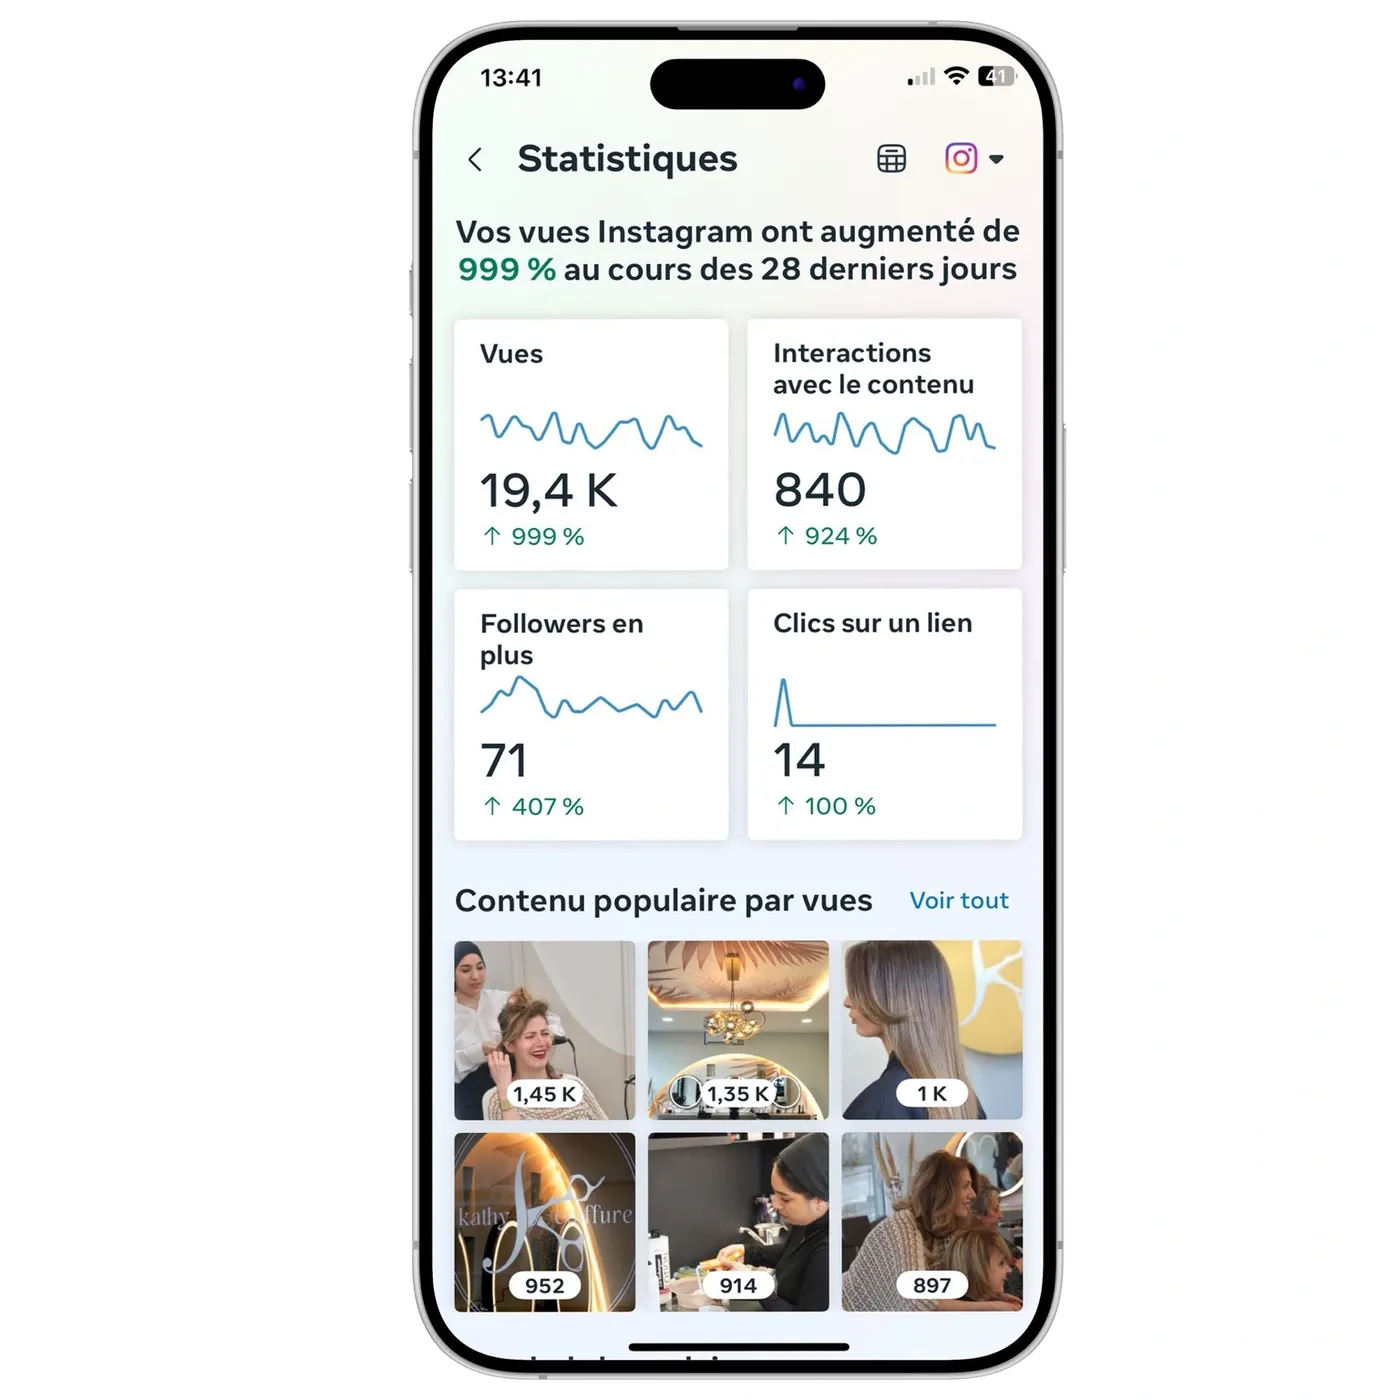 13:41
41
Statistiques
Vos vues Instagram ont augmenté de
999 % au cours des 28 derniers jours
Vues
19,4 K
↑ 999 %
Interactions
avec le contenu
840
↑ 924 %
Followers en
plus
71
↑ 407 %
Clics sur un lien
14
↑ 100 %
Contenu populaire par vues
Voir tout
1,45 K
1,35 K
1 K
kathy coiffure
952
914
897